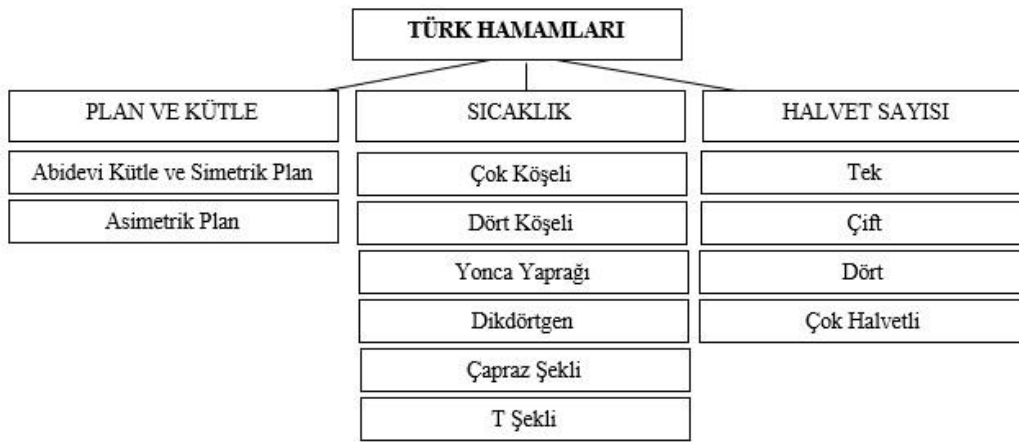 TÜRK HAMAMLARI
PLAN VE KÜTLE
Abidevi Kütle ve Simetrik Plan
Asimetrik Plan
SICAKLIK
Çok Köşeli
Dört Köşeli
Yonca Yaprağı
Dikdörtgen
Çapraz Şekli
T Şekli
HALVET SAYISI
Tek
Çift
Dört
Çok Halvetli